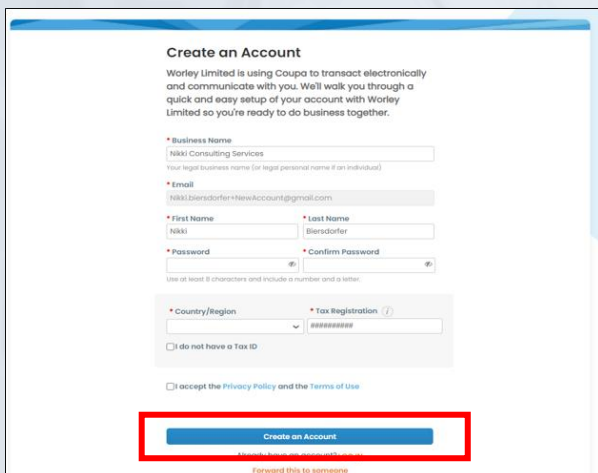 Create an Account
Worley Limited is using Coupa to transact electronically
and communicate with you. We'll walk you through a
quick and easy setup of your account with Worley
Limited so you're ready to do business together.
* Business Name
Nikki Consulting Services
Your legal business name (or legal personal name if an individual)
* Email
Nikki.biersdorfer+NewAccount@gmail.com
* First Name * Last Name
Nikki Biersdorfer
* Password * Confirm Password
Use at least 8 characters and include a number and a letter.
* Country/Region * Tax Registration i
##########
I do not have a Tax ID
I accept the Privacy Policy and the Terms of Use
Create an Account
Already have an account?
Forward this to someone